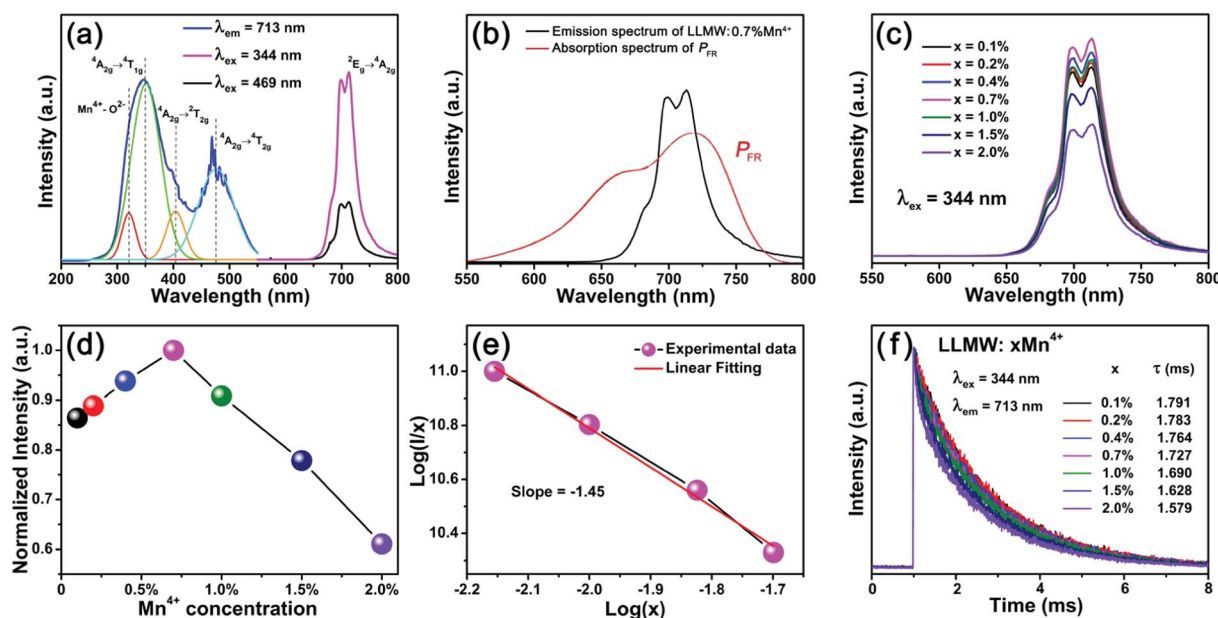 (a)
λem = 713 nm
λex = 344 nm
λex = 469 nm
⁴A2g→⁴T1g
Mn⁴⁺- O²⁻
⁴A2g→²T2g
⁴A2g→⁴T2g
²Eg→⁴A2g
Intensity (a.u.)
200 300 400 500 600 700 800
Wavelength (nm)
(b)
Emission spectrum of LLMW: 0.7%Mn⁴⁺
Absorption spectrum of PFR
PFR
Intensity (a.u.)
550 600 650 700 750 800
Wavelength (nm)
(c)
x = 0.1%
x = 0.2%
x = 0.4%
x = 0.7%
x = 1.0%
x = 1.5%
x = 2.0%
λex = 344 nm
Intensity (a.u.)
550 600 650 700 750 800
Wavelength (nm)
(d)
Normalized Intensity (a.u.)
1.0
0.9
0.8
0.7
0.6
0 0.5% 1.0% 1.5% 2.0%
Mn⁴⁺ concentration
(e)
Experimental data
Linear Fitting
Slope = -1.45
Log(I/x)
11.0
10.8
10.6
10.4
-2.2 -2.1 -2.0 -1.9 -1.8 -1.7
Log(x)
(f)
LLMW: xMn⁴⁺
λex = 344 nm
λem = 713 nm
x τ (ms)
0.1% 1.791
0.2% 1.783
0.4% 1.764
0.7% 1.727
1.0% 1.690
1.5% 1.628
2.0% 1.579
Intensity (a.u.)
0 2 4 6 8
Time (ms)